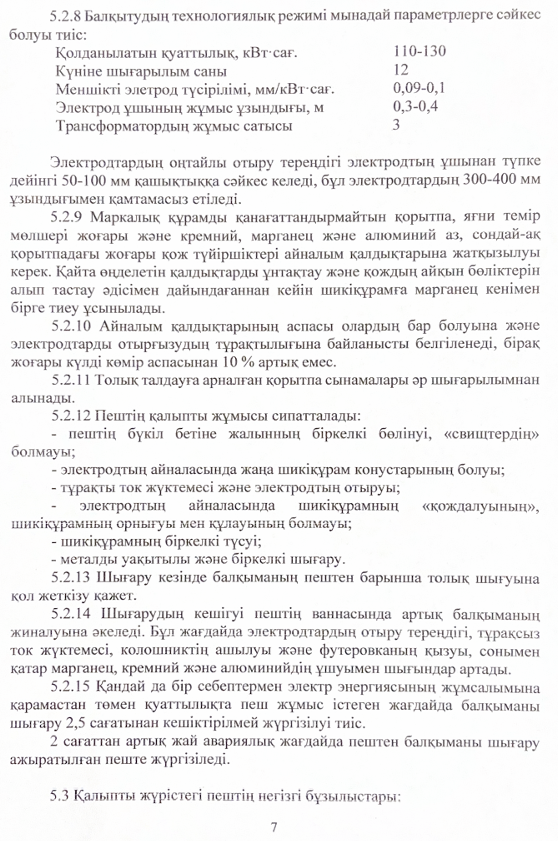 5.2.8 Балқытудың технологиялық режимі мынадай параметрлерге сәйкес
болуы тиіс:
Қолданылатын қуаттылық, кВт·сағ. 110-130
Күніне шығарылым саны 12
Меншікті элетрод түсірілімі, мм/кВт·сағ. 0,09-0,1
Электрод ұшының жұмыс ұзындығы, м 0,3-0,4
Трансформатордың жұмыс сатысы 3
Электродтардың оңтайлы отыру тереңдігі электродтың ұшынан түпке
дейінгі 50-100 мм қашықтыққа сәйкес келеді, бұл электродтардың 300-400 мм
ұзындығымен қамтамасыз етіледі.
5.2.9 Маркалық құрамды қанағаттандырмайтын қорытпа, яғни темір
мөлшері жоғары және кремний, марганец және алюминий аз, сондай-ақ
қорытпадағы жоғары қож түйіршіктері айналым қалдықтарына жатқызылуы
керек. Қайта өңделетін қалдықтарды ұнтақтау және қождың айқын бөліктерін
алып тастау әдісімен дайындағаннан кейін шикіқұрамға марганец кенімен
бірге тиеу ұсынылады.
5.2.10 Айналым қалдықтарының аспасы олардың бар болуына және
электродтарды отырғызудың тұрақтылығына байланысты белгіленеді, бірақ
жоғары күлді көмір аспасынан 10 % артық емес.
5.2.11 Толық талдауға арналған қорытпа сынамалары әр шығарылымнан
алынады.
5.2.12 Пештің қалыпты жұмысы сипатталады:
- пештің бүкіл бетіне жалынның біркелкі бөлінуі, «свищтердің»
болмауы;
- электродтың айналасында жаңа шикіқұрам конустарының болуы;
- тұрақты ток жүктемесі және электродтың отыруы;
- электродтың айналасында шикіқұрамның «қождалуының»,
шикіқұрамның орнығуы мен құлауының болмауы;
- шикіқұрамның біркелкі түсуі;
- металды уақытылы және біркелкі шығару.
5.2.13 Шығару кезінде балқыманың пештен барынша толық шығуына
қол жеткізу қажет.
5.2.14 Шығарудың кешігуі пештің ваннасында артық балқыманың
жиналуына әкеледі. Бұл жағдайда электродтардың отыру тереңдігі, тұрақсыз
ток жүктемесі, колошниктің ашылуы және футеровканың қызуы, сонымен
қатар марганец, кремний және алюминийдің ұшуымен шығындар артады.
5.2.15 Қандай да бір себептермен электр энергиясының жұмсалымына
қарамастан төмен қуаттылықта пеш жұмыс істеген жағдайда балқыманы
шығару 2,5 сағатынан кешіктірілмей жүргізілуі тиіс.
2 сағаттан артық жай авариялық жағдайда пештен балқыманы шығару
ажыратылған пеште жүргізіледі.
5.3 Қалыпты жүрістегі пештің негізгі бұзылыстары:
7